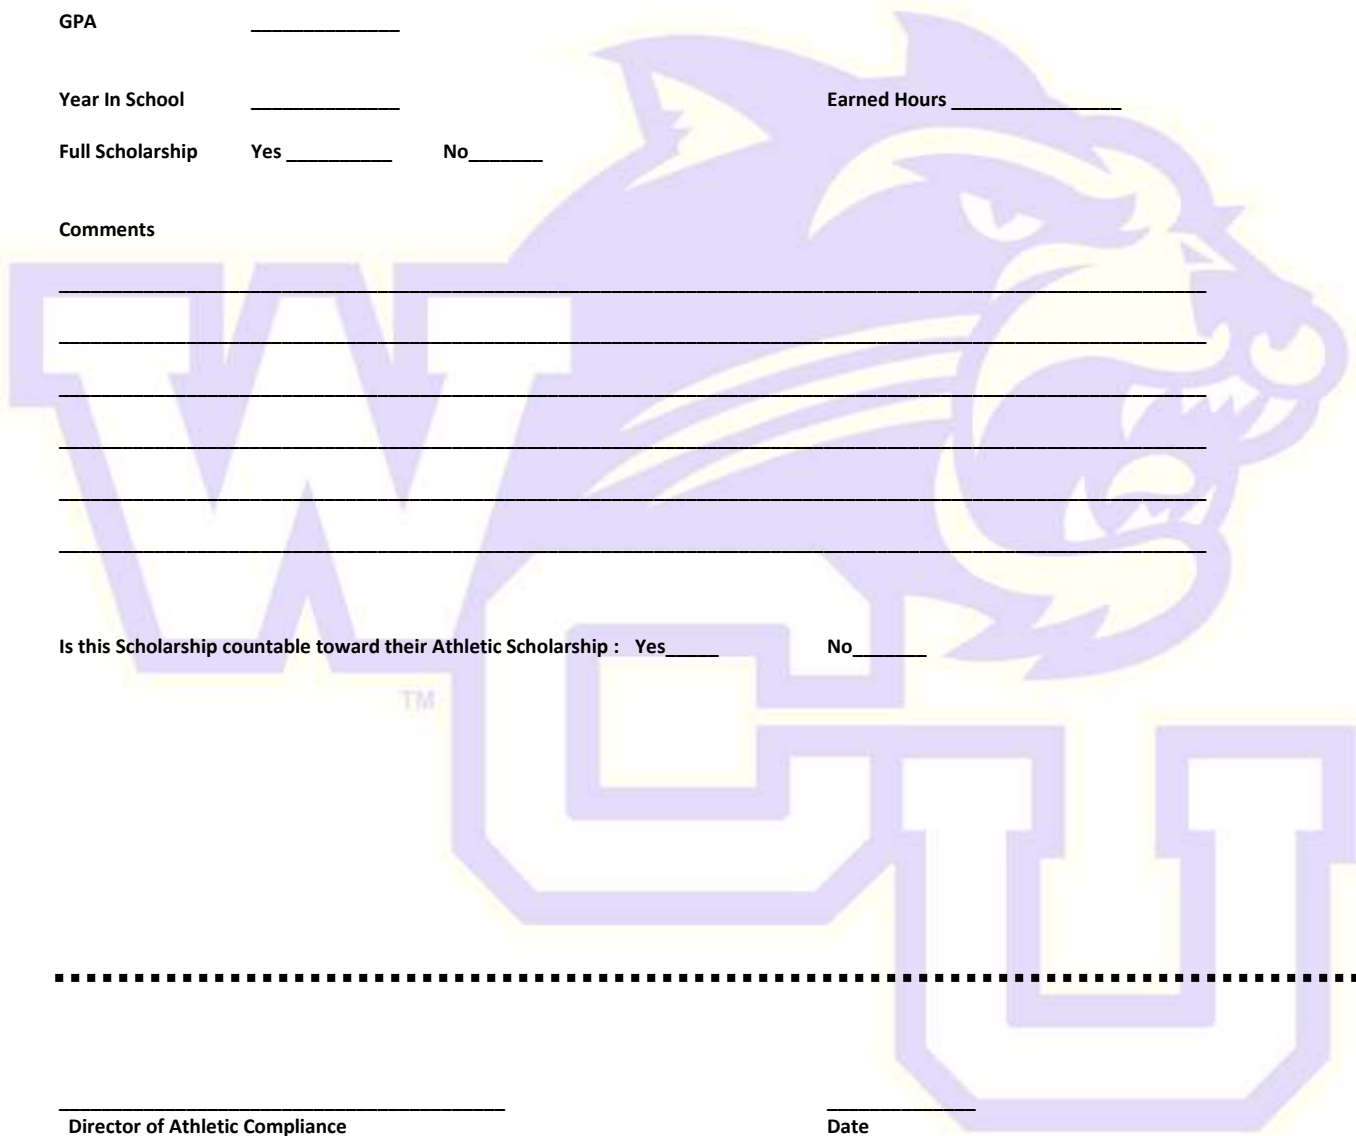 GPA ______________
Year In School ______________ Earned Hours ________________
Full Scholarship Yes __________ No_______
Comments
Is this Scholarship countable toward their Athletic Scholarship : Yes_____ No_______
W
TM
C
U
Director of Athletic Compliance Date